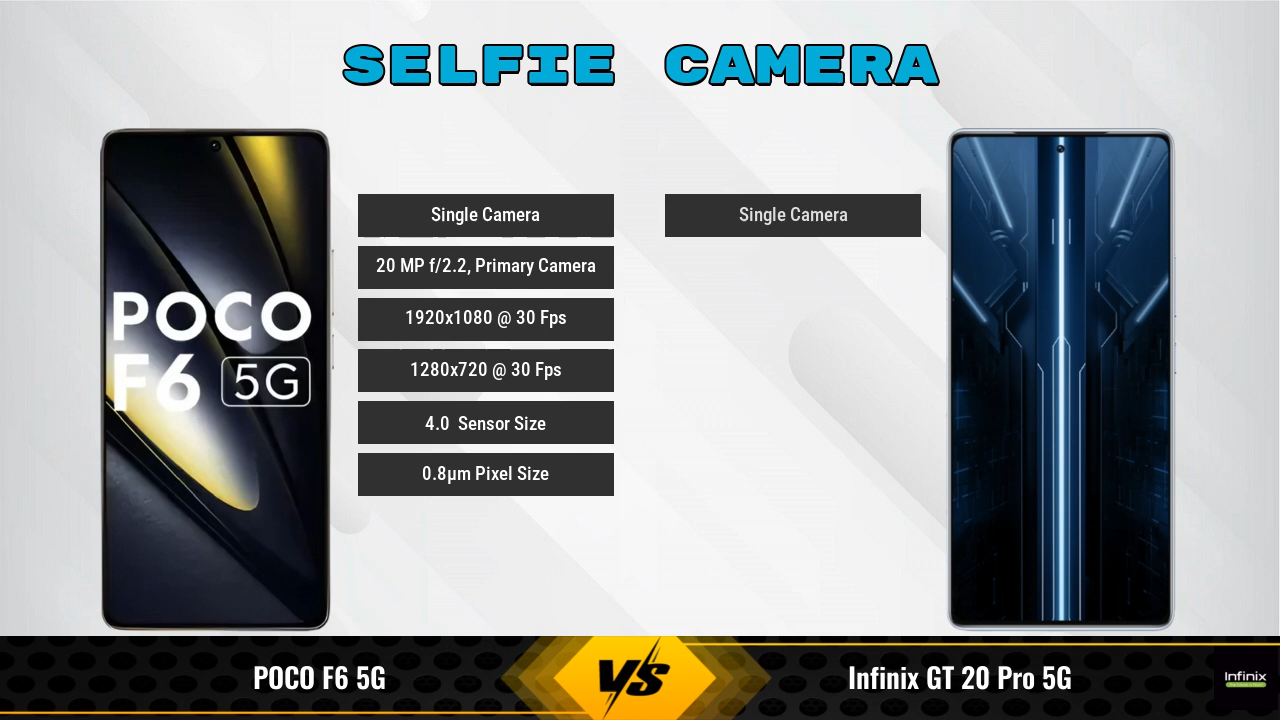 SELFIE CAMERA
POCO
F6 5G
Single Camera
20 MP f/2.2, Primary Camera
1920x1080 @ 30 Fps
1280x720 @ 30 Fps
4.0 Sensor Size
0.8µm Pixel Size
Single Camera
POCO F6 5G
VS
Infinix GT 20 Pro 5G
Infinix